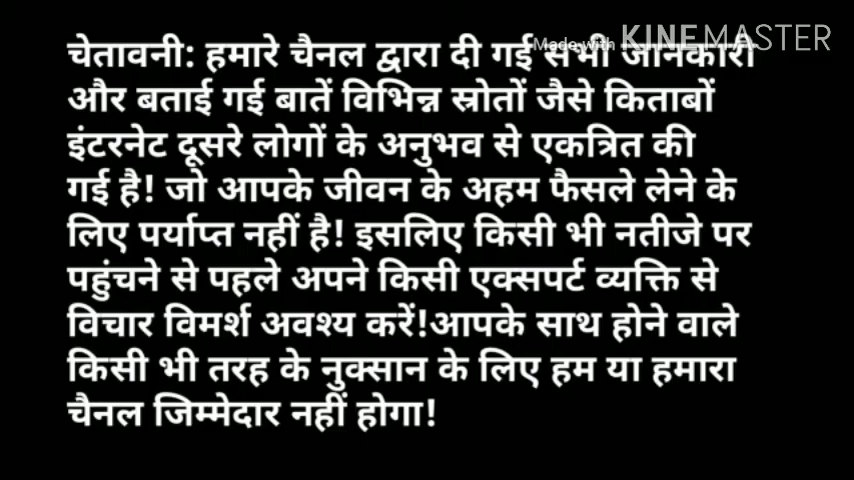 Made with KINEMASTER
चेतावनी: हमारे चैनल द्वारा दी गई सभी जानकारी
और बताई गई बातें विभिन्न स्रोतों जैसे किताबों
इंटरनेट दूसरे लोगों के अनुभव से एकत्रित की
गई है! जो आपके जीवन के अहम फैसले लेने के
लिए पर्याप्त नहीं है! इसलिए किसी भी नतीजे पर
पहुंचने से पहले अपने किसी एक्सपर्ट व्यक्ति से
विचार विमर्श अवश्य करें!आपके साथ होने वाले
किसी भी तरह के नुक्सान के लिए हम या हमारा
चैनल जिम्मेदार नहीं होगा!